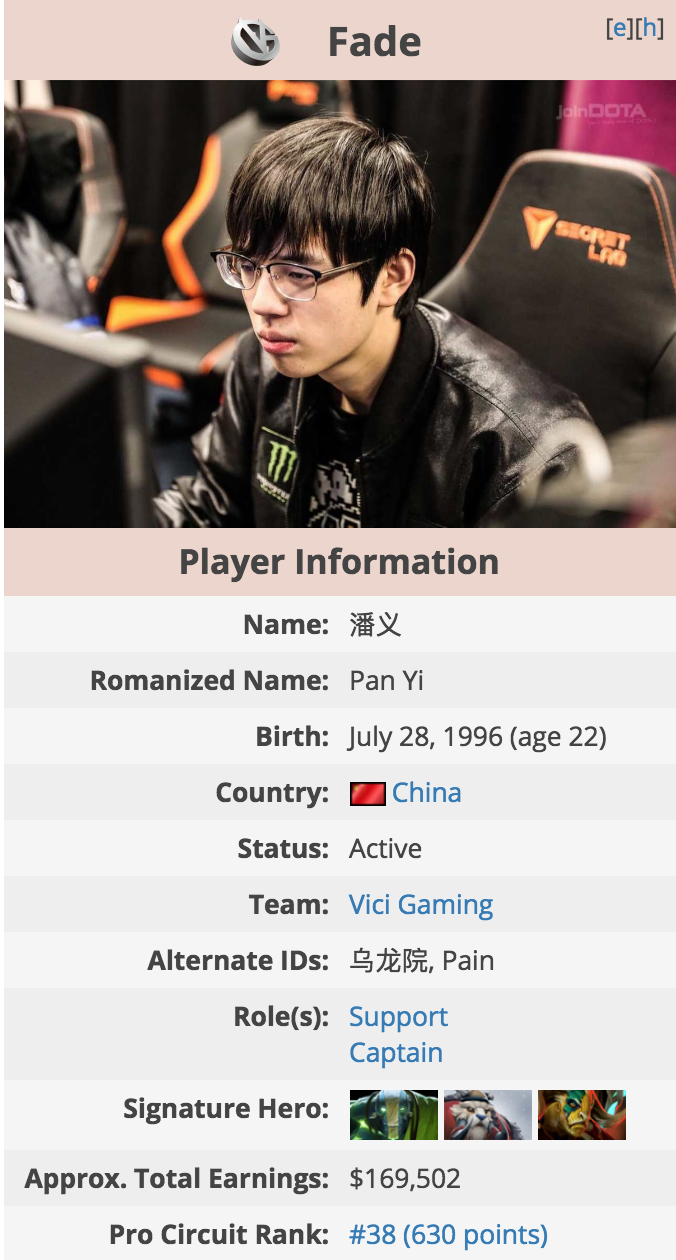 Fade
[e][h]
joinDOTA
SECRET
LAB
Player Information
Name: 潘义
Romanized Name: Pan Yi
Birth: July 28, 1996 (age 22)
Country: China
Status: Active
Team: Vici Gaming
Alternate IDs: 乌龙院, Pain
Role(s): Support
Captain
Signature Hero:
Approx. Total Earnings: $169,502
Pro Circuit Rank: #38 (630 points)